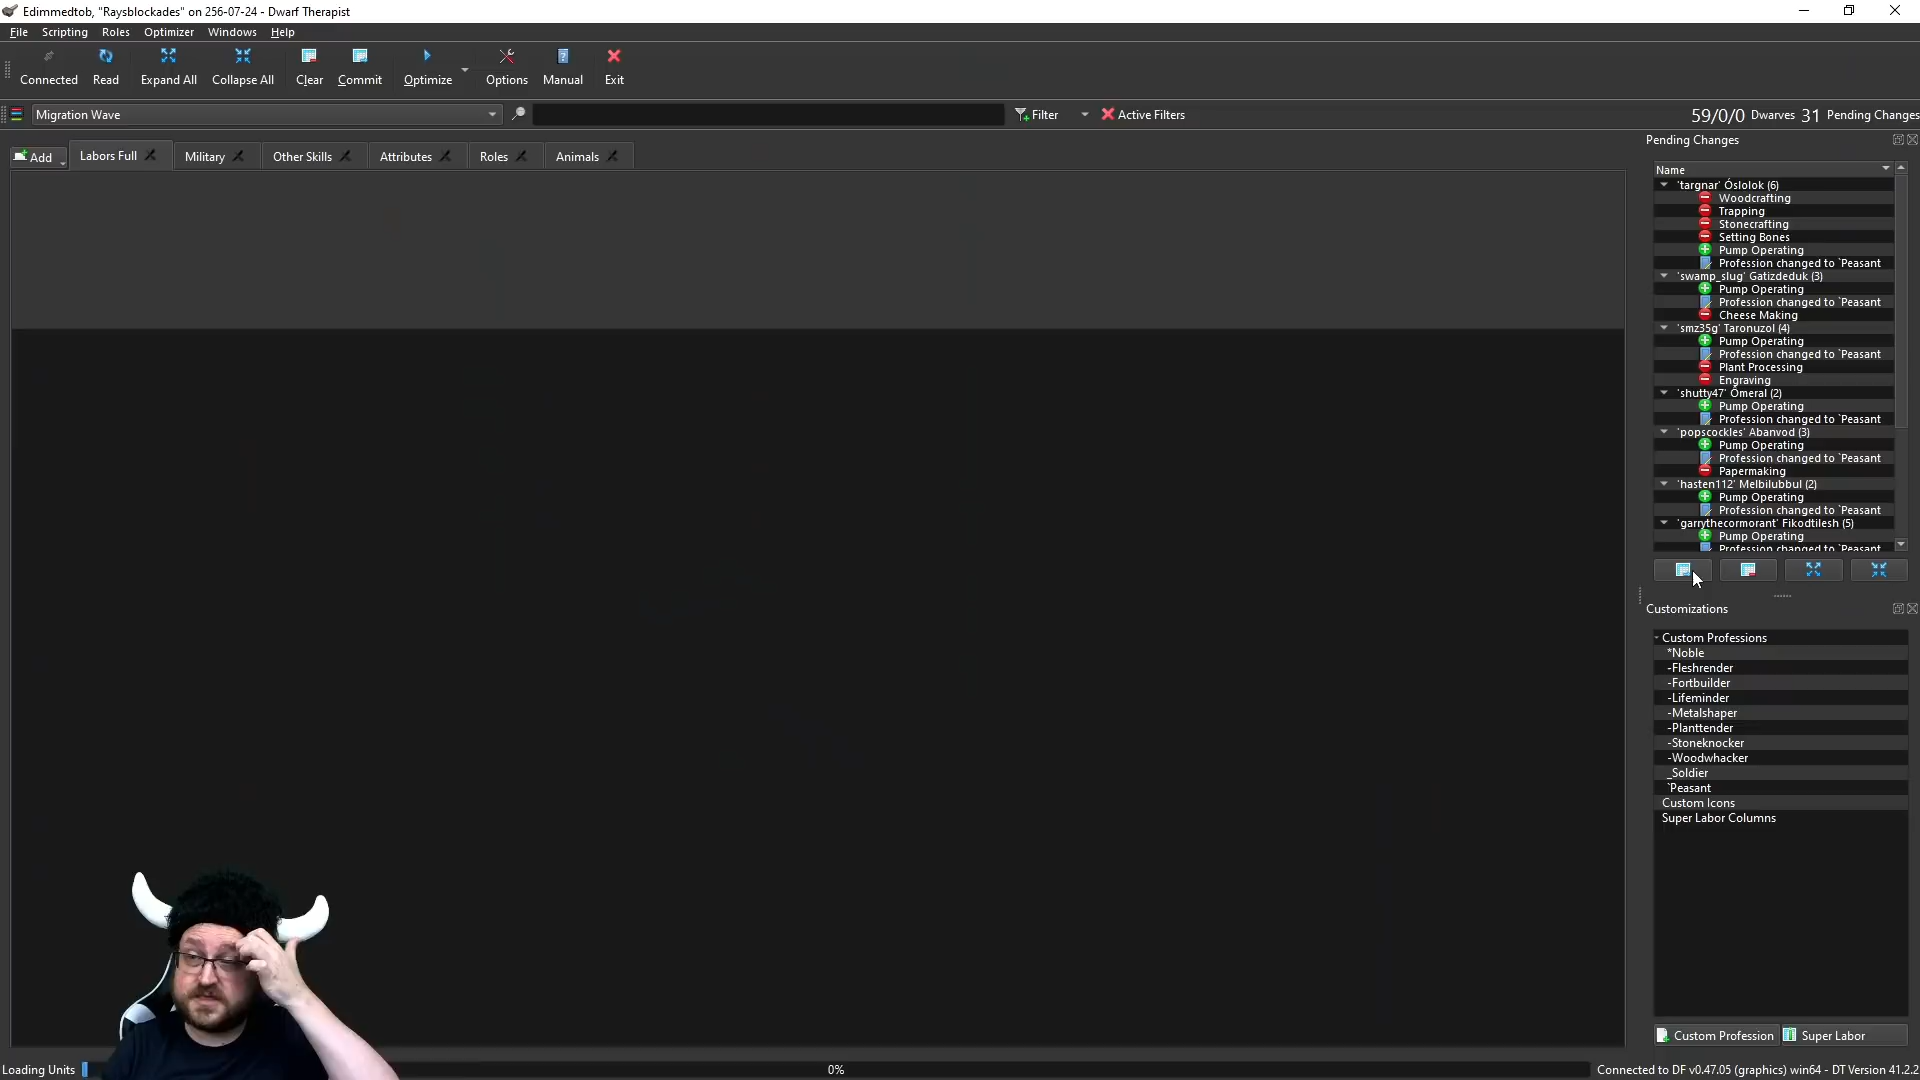 Edimmedtob, "Raysblockades" on 256-07-24 - Dwarf Therapist
File Scripting Roles Optimizer Windows Help
Connected Read Expand All Collapse All Clear Commit Optimize Options Manual Exit
Migration Wave Filter Active Filters 59/0/0 Dwarves 31 Pending Changes
Add Labors Full Military Other Skills Attributes Roles Animals
Pending Changes
Name
'targnar' Óslolok (6)
Woodcrafting
Trapping
Stonecrafting
Setting Bones
Pump Operating
Profession changed to `Peasant
'swamp_slug' Gatizdeduk (3)
Pump Operating
Profession changed to `Peasant
Cheese Making
'smz35g' Taronuzol (4)
Pump Operating
Profession changed to `Peasant
Plant Processing
Engraving
'shutty47' Ömeral (2)
Pump Operating
Profession changed to `Peasant
'popscockles' Abanvod (3)
Pump Operating
Profession changed to `Peasant
Papermaking
'hasten112' Melbilubbul (2)
Pump Operating
Profession changed to `Peasant
'garrythecormorant' Fikodtilesh (5)
Pump Operating
Profession changed to `Peasant
Customizations
Custom Professions
*Noble
-Fleshrender
-Fortbuilder
-Lifeminder
-Metalshaper
-Planttender
-Stoneknocker
-Woodwhacker
_Soldier
`Peasant
Custom Icons
Super Labor Columns
Custom Profession Super Labor
Loading Units 0% Connected to DF v0.47.05 (graphics) win64 - DT Version 41.2.2